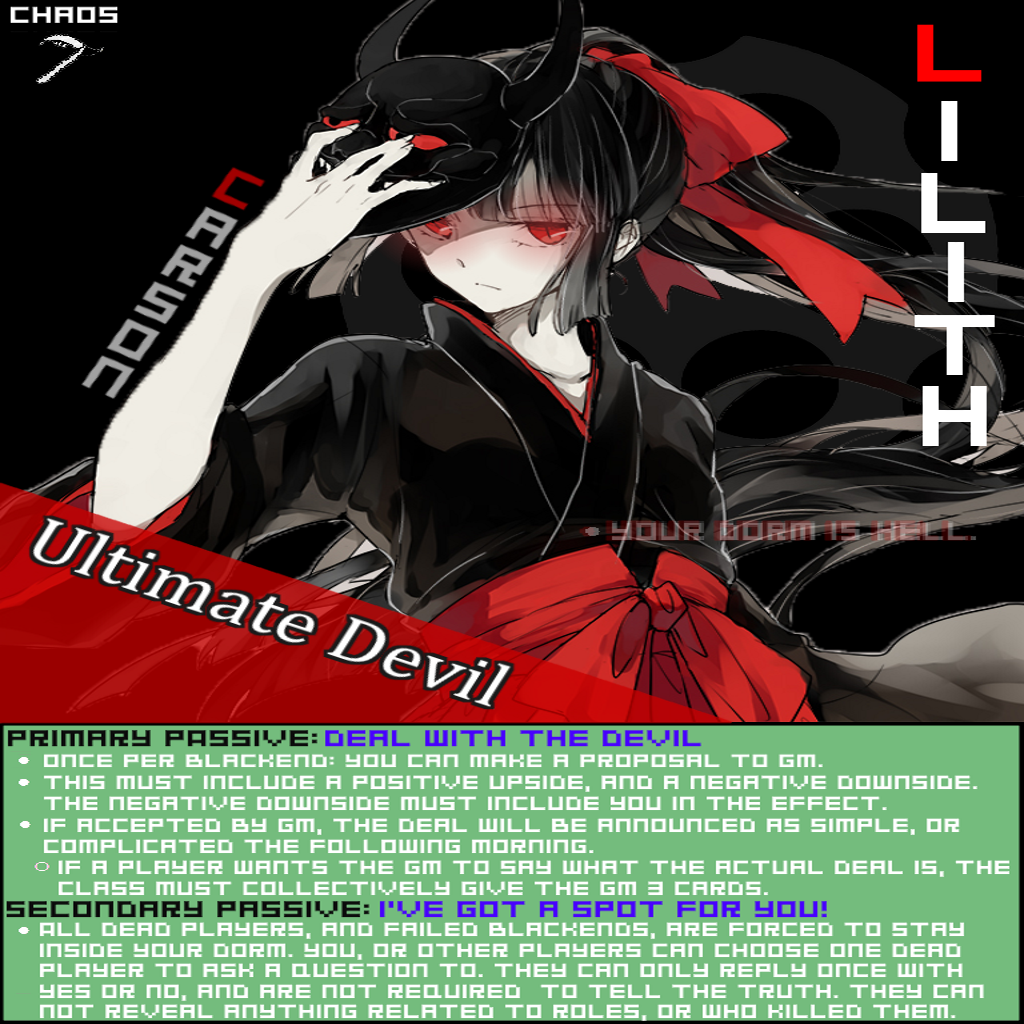 CHAOS
LILITH
CARSON
YOUR DORM IS HELL.
Ultimate Devil
PRIMARY PASSIVE: DEAL WITH THE DEVIL
• ONCE PER BLACKEND: YOU CAN MAKE A PROPOSAL TO GM.
• THIS MUST INCLUDE A POSITIVE UPSIDE, AND A NEGATIVE DOWNSIDE.
THE NEGATIVE DOWNSIDE MUST INCLUDE YOU IN THE EFFECT.
• IF ACCEPTED BY GM, THE DEAL WILL BE ANNOUNCED AS SIMPLE, OR
COMPLICATED THE FOLLOWING MORNING.
○ IF A PLAYER WANTS THE GM TO SAY WHAT THE ACTUAL DEAL IS, THE
CLASS MUST COLLECTIVELY GIVE THE GM 3 CARDS.
SECONDARY PASSIVE: I'VE GOT A SPOT FOR YOU!
• ALL DEAD PLAYERS, AND FAILED BLACKENDS, ARE FORCED TO STAY
INSIDE YOUR DORM. YOU, OR OTHER PLAYERS CAN CHOOSE ONE DEAD
PLAYER TO ASK A QUESTION TO. THEY CAN ONLY REPLY ONCE WITH
YES OR NO, AND ARE NOT REQUIRED TO TELL THE TRUTH. THEY CAN
NOT REVEAL ANYTHING RELATED TO ROLES, OR WHO KILLED THEM.